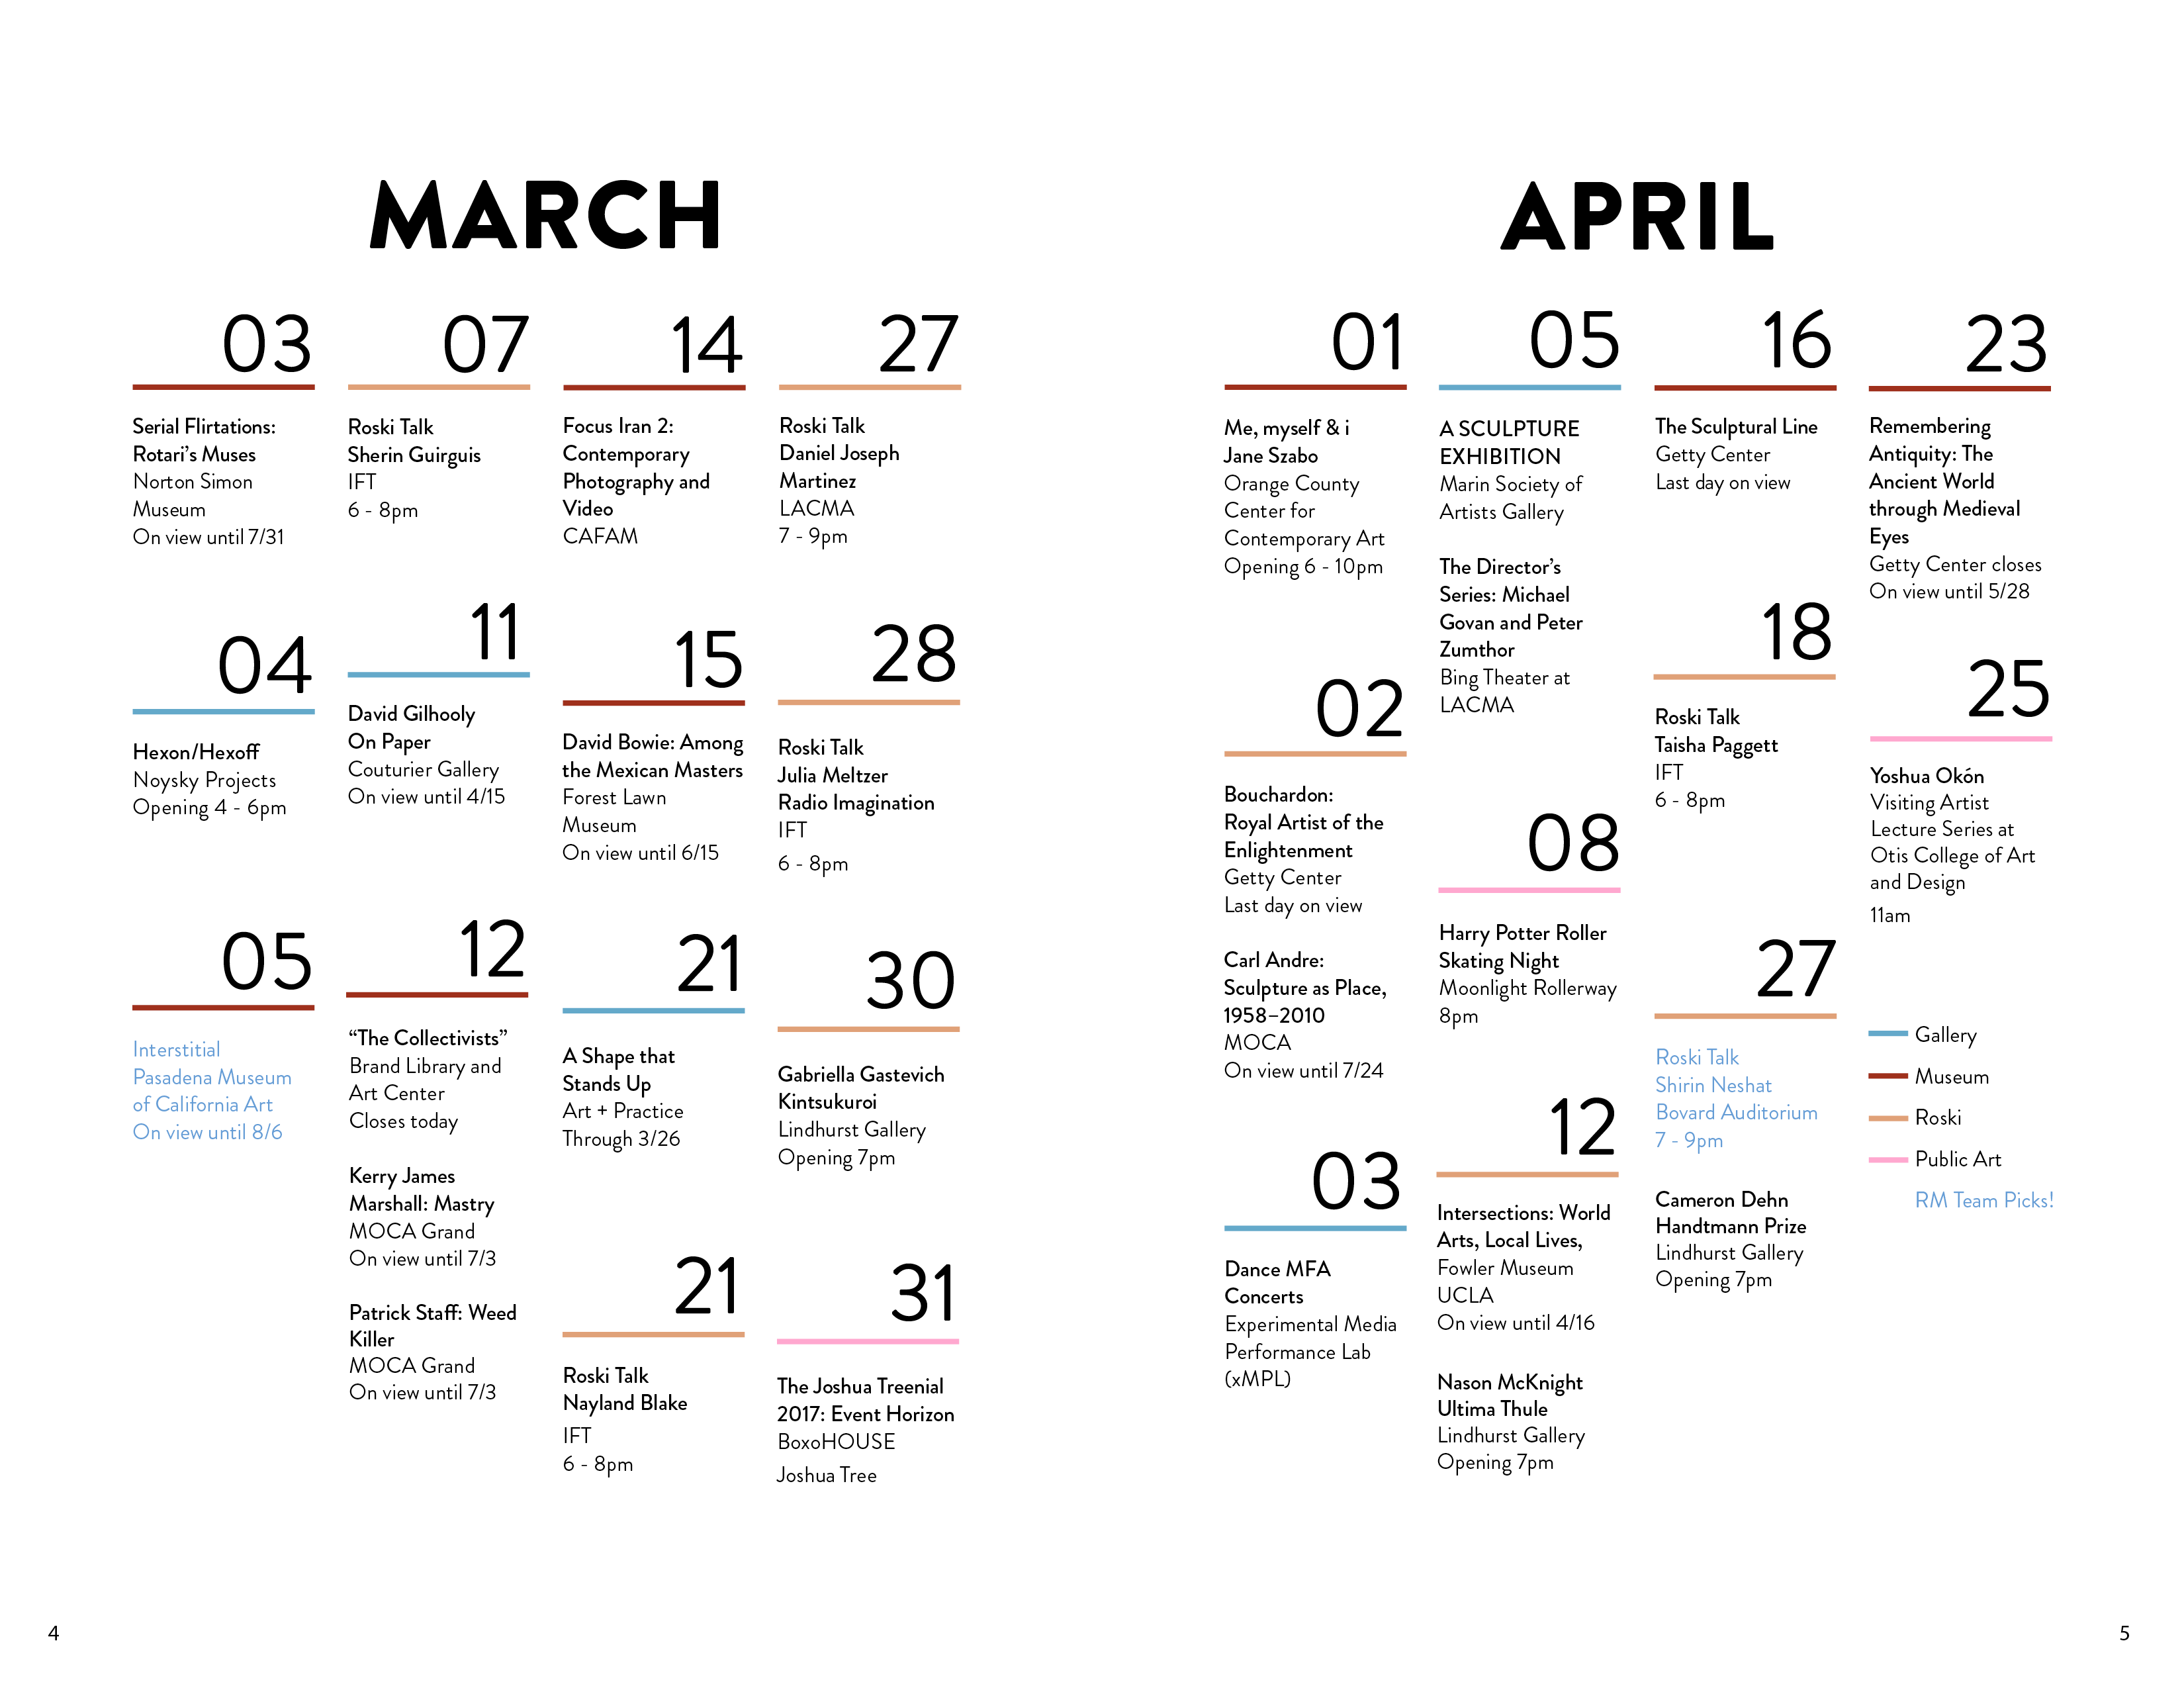 MARCH
03
Serial Flirtations:
Rotari's Muses
Norton Simon
Museum
On view until 7/31
04
Hexon/Hexoff
Noysky Projects
Opening 4 - 6pm
05
Interstitial
Pasadena Museum
of California Art
On view until 8/6
07
Roski Talk
Sherin Guirguis
IFT
6 - 8pm
11
David Gilhooly
On Paper
Couturier Gallery
On view until 4/15
12
“The Collectivists”
Brand Library and
Art Center
Closes today
Kerry James
Marshall: Mastry
MOCA Grand
On view until 7/3
Patrick Staff: Weed
Killer
MOCA Grand
On view until 7/3
14
Focus Iran 2:
Contemporary
Photography and
Video
CAFAM
15
David Bowie: Among
the Mexican Masters
Forest Lawn
Museum
On view until 6/15
21
A Shape that
Stands Up
Art + Practice
Through 3/26
21
Roski Talk
Nayland Blake
IFT
6 - 8pm
27
Roski Talk
Daniel Joseph
Martinez
LACMA
7 - 9pm
28
Roski Talk
Julia Meltzer
Radio Imagination
IFT
6 - 8pm
30
Gabriella Gastevich
Kintsukuroi
Lindhurst Gallery
Opening 7pm
31
The Joshua Treenial
2017: Event Horizon
BoxoHOUSE
Joshua Tree
4
APRIL
01
Me, myself & i
Jane Szabo
Orange County
Center for
Contemporary Art
Opening 6 - 10pm
02
Bouchardon:
Royal Artist of the
Enlightenment
Getty Center
Last day on view
Carl Andre:
Sculpture as Place,
1958–2010
MOCA
On view until 7/24
03
Dance MFA
Concerts
Experimental Media
Performance Lab
(xMPL)
05
A SCULPTURE
EXHIBITION
Marin Society of
Artists Gallery
The Director's
Series: Michael
Govan and Peter
Zumthor
Bing Theater at
LACMA
08
Harry Potter Roller
Skating Night
Moonlight Rollerway
8pm
12
Intersections: World
Arts, Local Lives,
Fowler Museum
UCLA
On view until 4/16
Nason McKnight
Ultima Thule
Lindhurst Gallery
Opening 7pm
16
The Sculptural Line
Getty Center
Last day on view
18
Roski Talk
Taisha Paggett
IFT
6 - 8pm
27
Roski Talk
Shirin Neshat
Bovard Auditorium
7 - 9pm
Cameron Dehn
Handtmann Prize
Lindhurst Gallery
Opening 7pm
23
Remembering
Antiquity: The
Ancient World
through Medieval
Eyes
Getty Center closes
On view until 5/28
25
Yoshua Okón
Visiting Artist
Lecture Series at
Otis College of Art
and Design
11am
Gallery
Museum
Roski
Public Art
RM Team Picks!
5